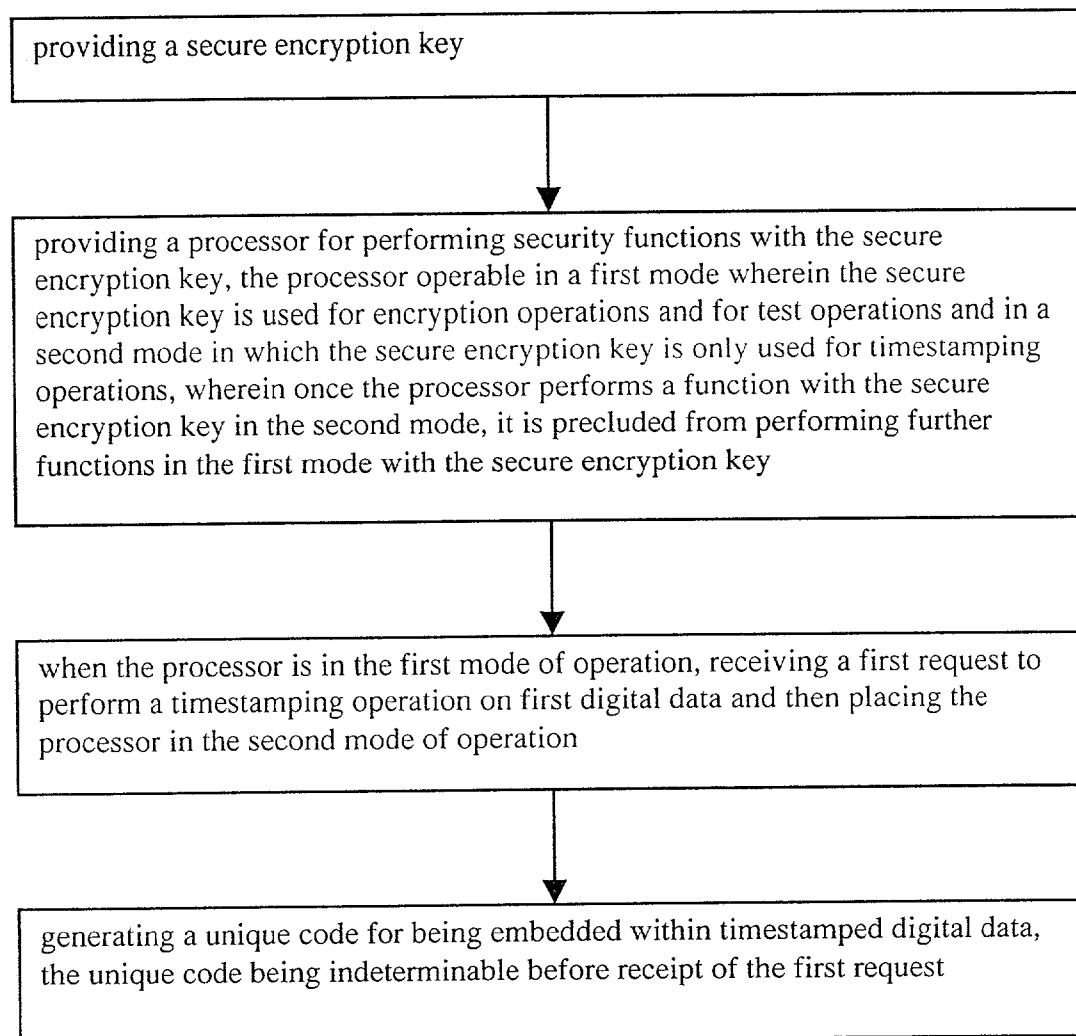 providing a secure encryption key
providing a processor for performing security functions with the secure
encryption key, the processor operable in a first mode wherein the secure
encryption key is used for encryption operations and for test operations and in a
second mode in which the secure encryption key is only used for timestamping
operations, wherein once the processor performs a function with the secure
encryption key in the second mode, it is precluded from performing further
functions in the first mode with the secure encryption key
when the processor is in the first mode of operation, receiving a first request to
perform a timestamping operation on first digital data and then placing the
processor in the second mode of operation
generating a unique code for being embedded within timestamped digital data,
the unique code being indeterminable before receipt of the first request